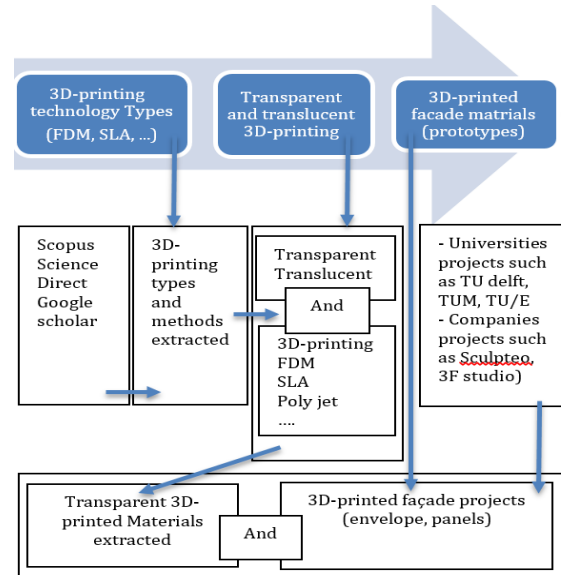 3D-printing
technology Types
(FDM, SLA, ...)
Transparent
and translucent
3D-printing
3D-printed
facade matrials
(prototypes)
Scopus
Science
Direct
Google
scholar
3D-
printing
types
and
methods
extracted
Transparent
Translucent
And
3D-printing
FDM
SLA
Poly jet
....
- Universities
projects such
as TU delft,
TUM, TU/E
- Companies
projects such
as Sculpteo,
3F studio)
Transparent 3D-
printed Materials
extracted
And
3D-printed façade projects
(envelope, panels)